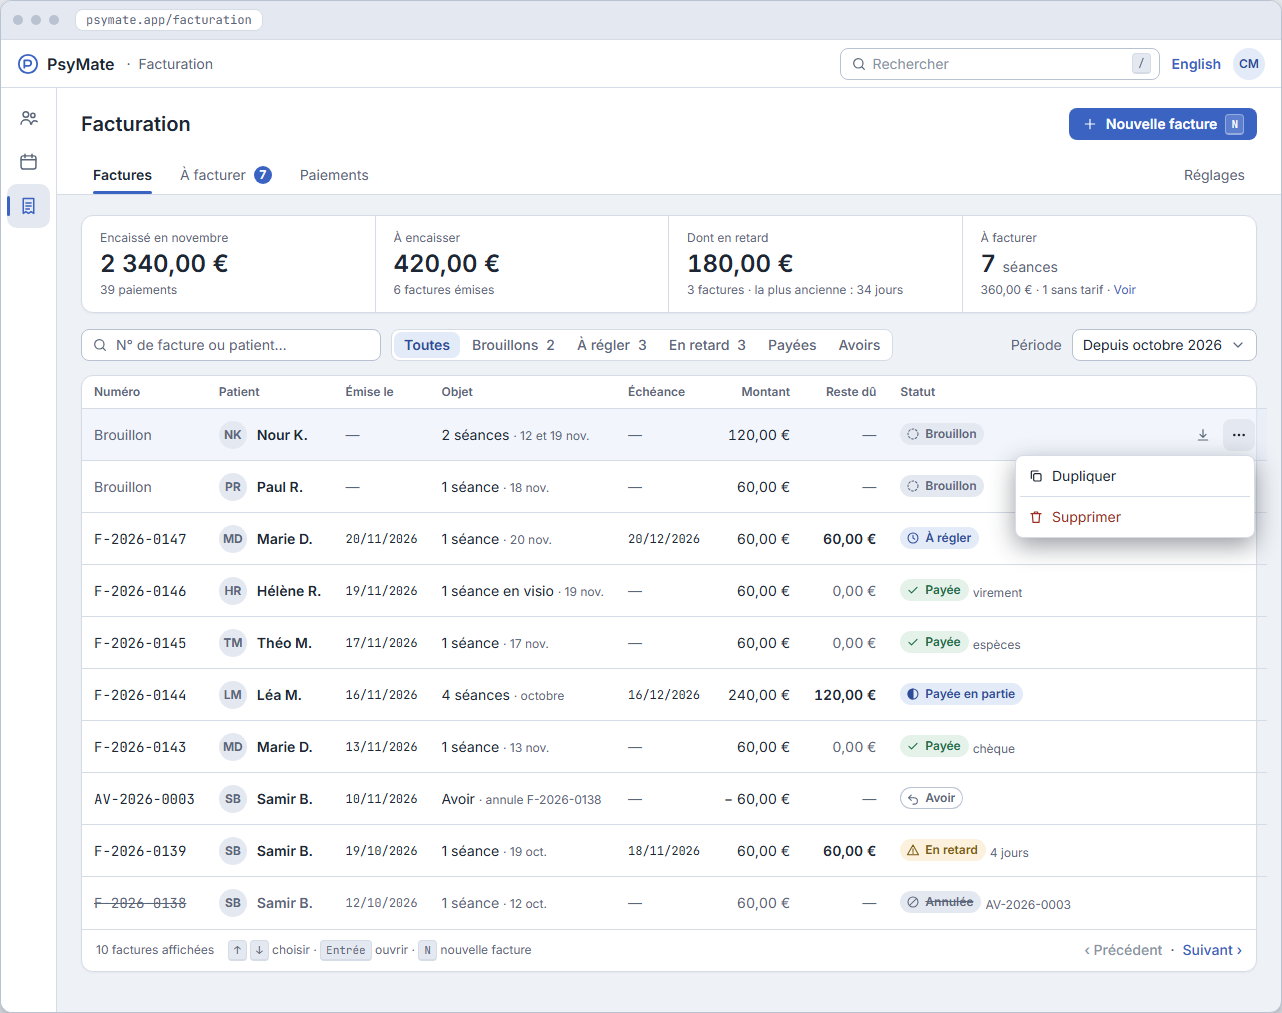 psymate.app/facturation
PsyMate · Facturation
Rechercher /
English
CM
Facturation
+ Nouvelle facture N
Factures
À facturer 7
Paiements
Réglages
Encaissé en novembre
2 340,00 €
39 paiements
À encaisser
420,00 €
6 factures émises
Dont en retard
180,00 €
3 factures · la plus ancienne : 34 jours
À facturer
7 séances
360,00 € · 1 sans tarif · Voir
N° de facture ou patient...
Toutes
Brouillons 2
À régler 3
En retard 3
Payées
Avoirs
Période
Depuis octobre 2026
Numéro Patient Émise le Objet Échéance Montant Reste dû Statut
Brouillon NK Nour K. — 2 séances · 12 et 19 nov. — 120,00 € — Brouillon
Brouillon PR Paul R. — 1 séance · 18 nov. — 60,00 € — Brouillon
Dupliquer
Supprimer
F-2026-0147 MD Marie D. 20/11/2026 1 séance · 20 nov. 20/12/2026 60,00 € 60,00 € À régler
F-2026-0146 HR Hélène R. 19/11/2026 1 séance en visio · 19 nov. — 60,00 € 0,00 € Payée virement
F-2026-0145 TM Théo M. 17/11/2026 1 séance · 17 nov. — 60,00 € 0,00 € Payée espèces
F-2026-0144 LM Léa M. 16/11/2026 4 séances · octobre 16/12/2026 240,00 € 120,00 € Payée en partie
F-2026-0143 MD Marie D. 13/11/2026 1 séance · 13 nov. — 60,00 € 0,00 € Payée chèque
AV-2026-0003 SB Samir B. 10/11/2026 Avoir · annule F-2026-0138 — − 60,00 € — Avoir
F-2026-0139 SB Samir B. 19/10/2026 1 séance · 19 oct. 18/11/2026 60,00 € 60,00 € En retard 4 jours
F-2026-0138 SB Samir B. 12/10/2026 1 séance · 12 oct. — 60,00 € — Annulée AV-2026-0003
10 factures affichées ↑ ↓ choisir · Entrée ouvrir · N nouvelle facture
‹ Précédent · Suivant ›